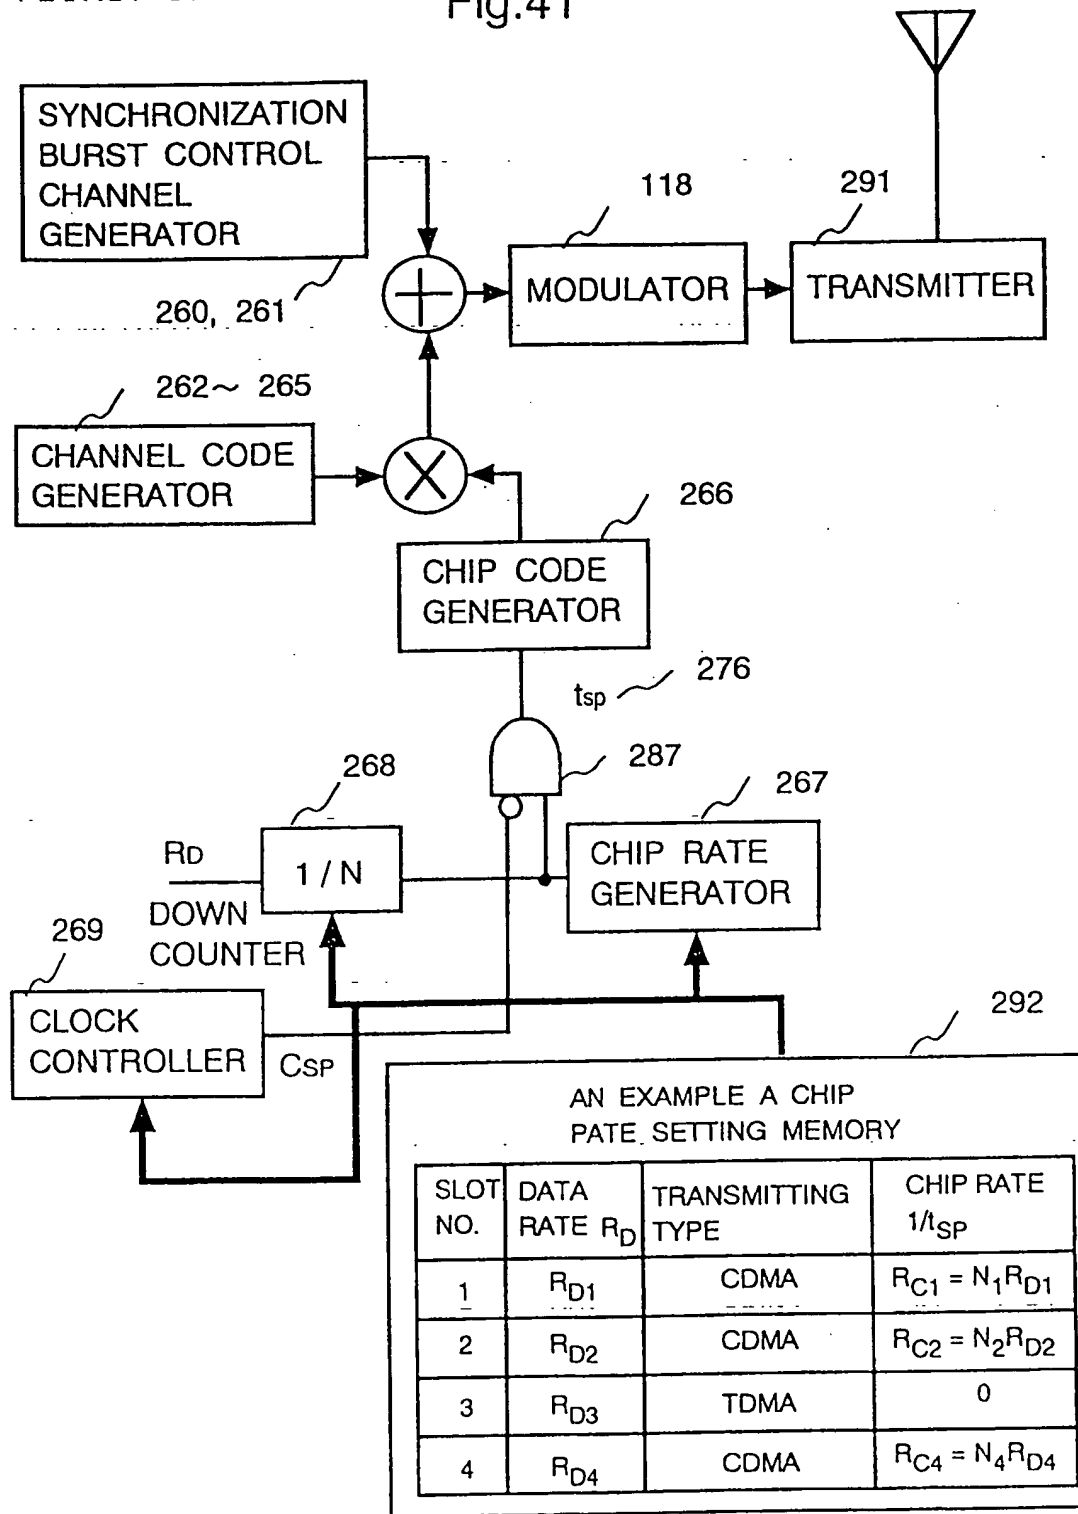 Fig.41
SYNCHRONIZATION
BURST CONTROL
CHANNEL
GENERATOR
260, 261
118
291
MODULATOR
TRANSMITTER
262~ 265
CHANNEL CODE
GENERATOR
266
CHIP CODE
GENERATOR
tSP
276
287
268
267
RD
1 / N
CHIP RATE
GENERATOR
DOWN
COUNTER
269
CLOCK
CONTROLLER
CSP
292
AN EXAMPLE A CHIP
PATE SETTING MEMORY
SLOT NO. DATA RATE RD TRANSMITTING TYPE CHIP RATE 1/tSP
1 RD1 CDMA RC1 = N1RD1
2 RD2 CDMA RC2 = N2RD2
3 RD3 TDMA 0
4 RD4 CDMA RC4 = N4RD4